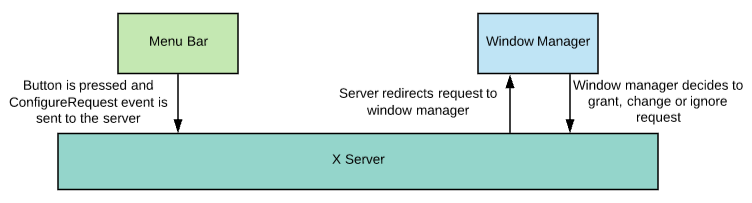 Menu Bar
Window Manager
Button is pressed and
ConfigureRequest event is
sent to the server
Server redirects request to
window manager
Window manager decides to
grant, change or ignore
request
X Server